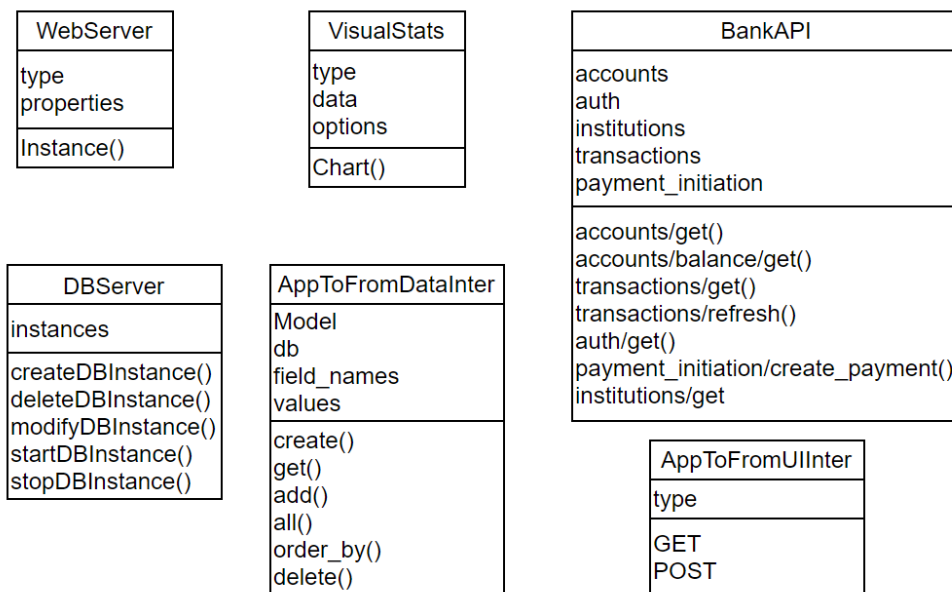 WebServer
type
properties
Instance()
VisualStats
type
data
options
Chart()
BankAPI
accounts
auth
institutions
transactions
payment_initiation
accounts/get()
accounts/balance/get()
transactions/get()
transactions/refresh()
auth/get()
payment_initiation/create_payment()
institutions/get
DBServer
instances
createDBInstance()
deleteDBInstance()
modifyDBInstance()
startDBInstance()
stopDBInstance()
AppToFromDataInter
Model
db
field_names
values
create()
get()
add()
all()
order_by()
delete()
AppToFromUIInter
type
GET
POST